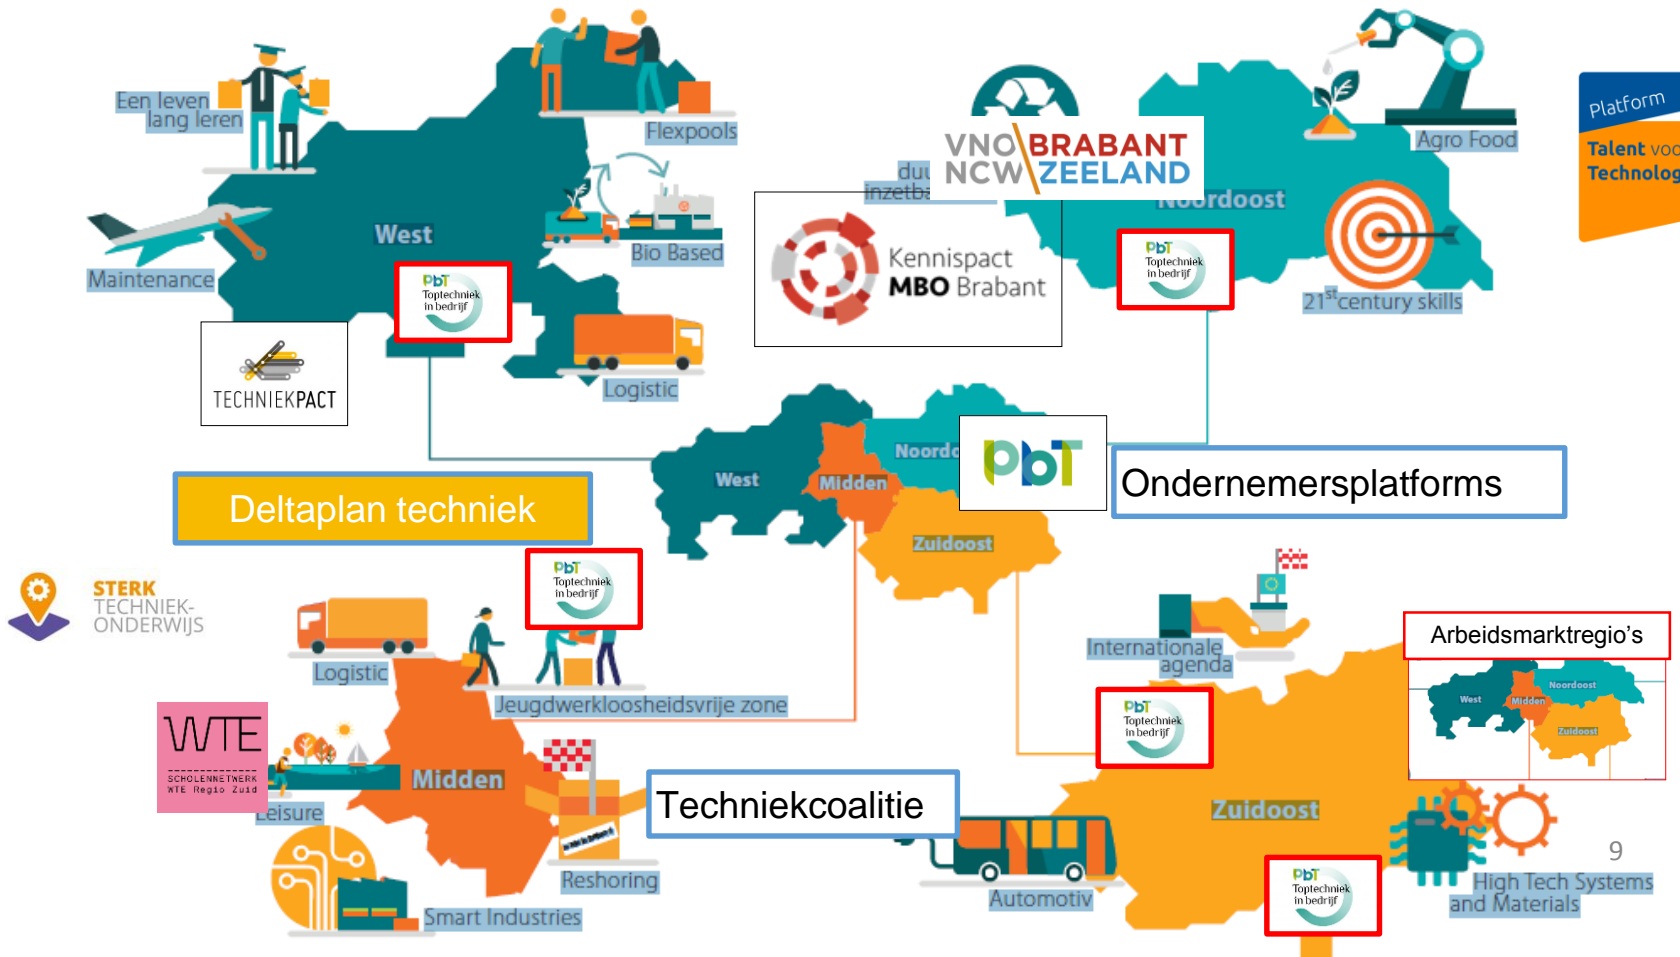 Een leven
lang leren
Flexpools
West
Bio Based
Maintenance
PbT
Toptechniek
in bedrijf
TECHNIEKPACT
Logistic
VNO BRABANT
NCW ZEELAND
Kennispact
MBO Brabant
Noordoost
Agro Food
PbT
Toptechniek
in bedrijf
21st century skills
Platform
Talent voo
Technolog
West
Midden
Noordo
Zuidoost
PbT
Ondernemersplatforms
Deltaplan techniek
STERK
TECHNIEK-
ONDERWIJS
PbT
Toptechniek
in bedrijf
Logistic
Jeugdwerkloosheidsvrije zone
WTE
SCHOLENNETWERK
WTE Regio Zuid
Leisure
Midden
Reshoring
Smart Industries
Techniekcoalitie
Internationale
agenda
PbT
Toptechniek
in bedrijf
Arbeidsmarktregio's
West
Midden
Noordoost
Zuidoost
Zuidoost
Automotiv
PbT
Toptechniek
in bedrijf
High Tech Systems
and Materials
9